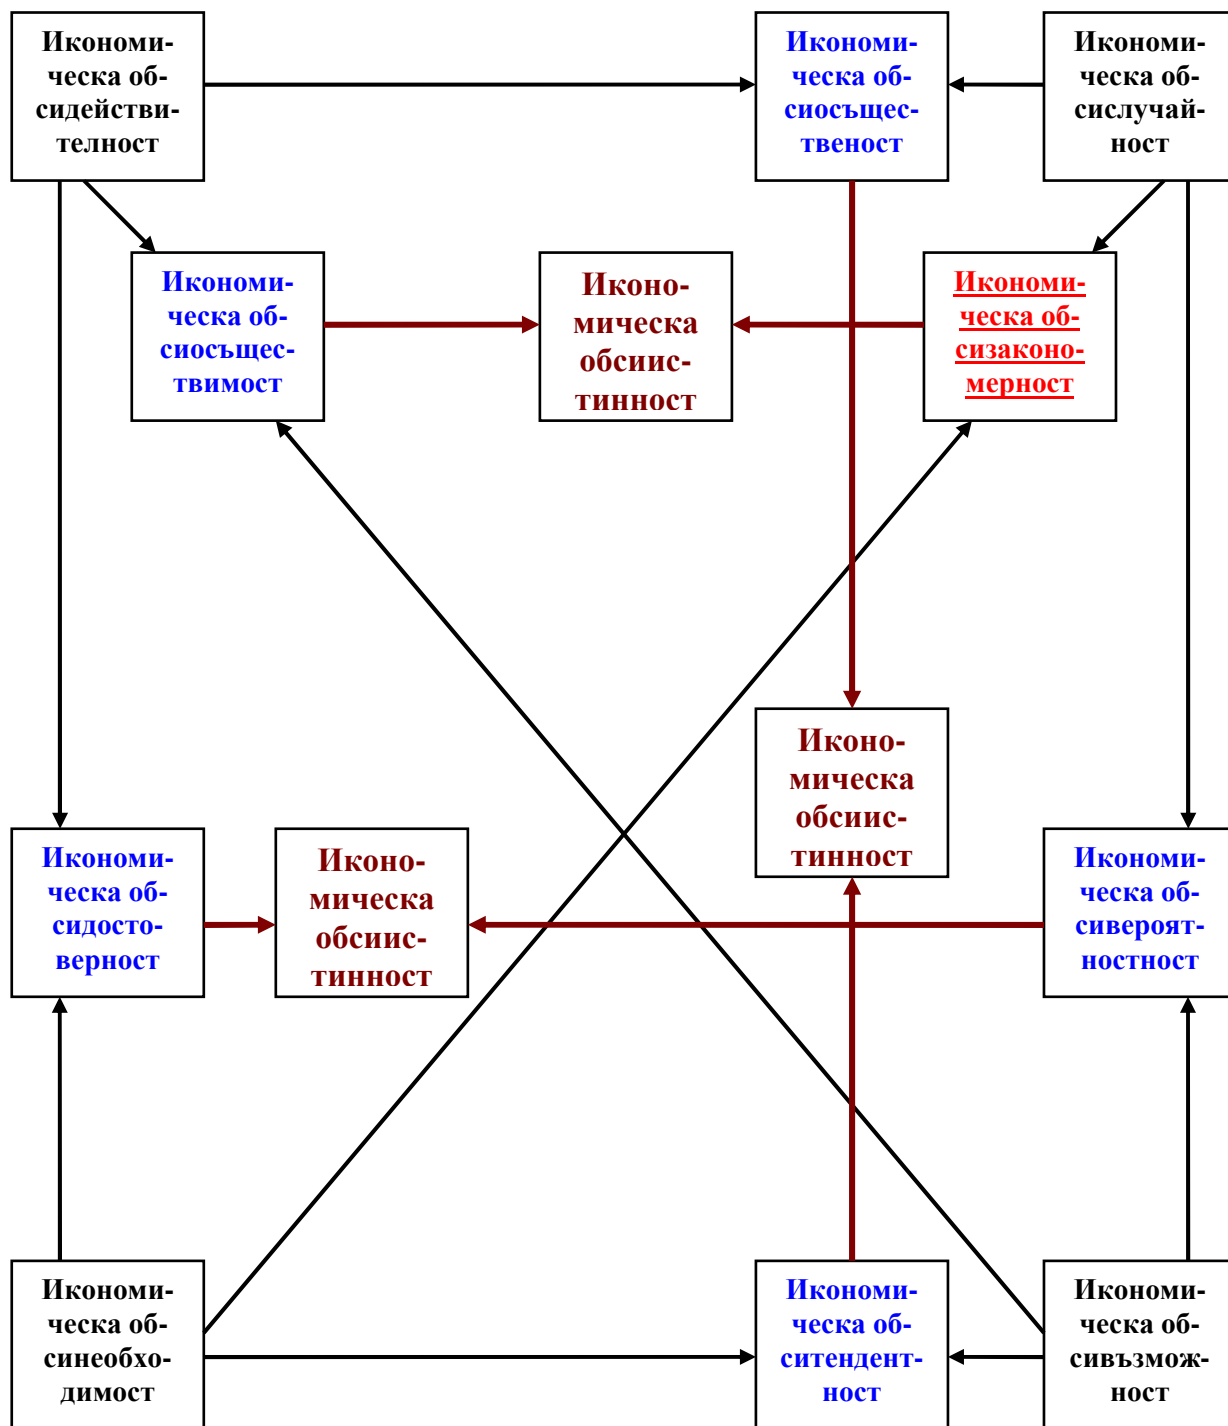 Икономи-
ческа об-
сидействи-
телност
Икономи-
ческа об-
сиосъщес-
твеност
Икономи-
ческа об-
сислучай-
ност
Икономи-
ческа об-
сиосъщес-
твимост
Иконо-
мическа
обсиис-
тинност
Икономи-
ческа об-
сизаконо-
мерност
Иконо-
мическа
обсиис-
тинност
Икономи-
ческа об-
сидосто-
верност
Иконо-
мическа
обсиис-
тинност
Икономи-
ческа об-
сивероят-
ностност
Икономи-
ческа об-
синеобхо-
димост
Икономи-
ческа об-
ситендент-
ност
Икономи-
ческа об-
сивъзмож-
ност